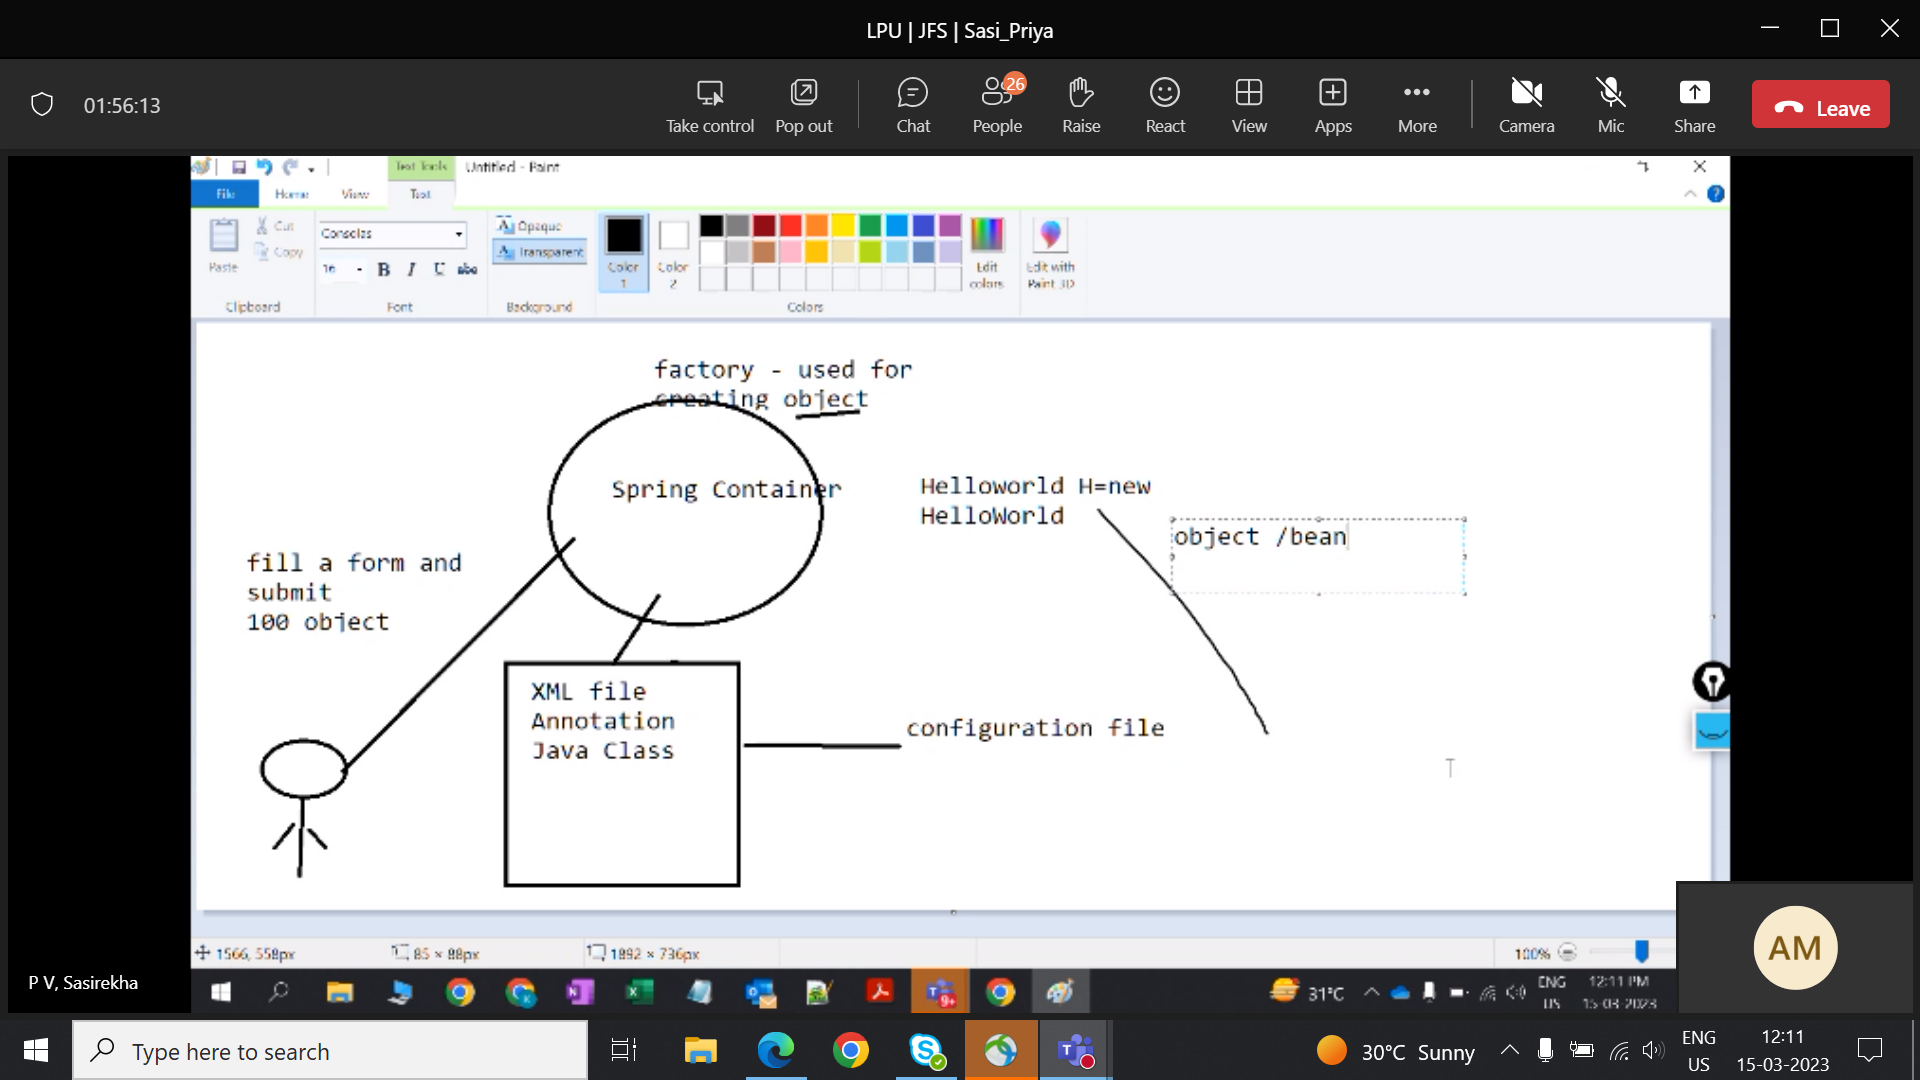 LPU | JFS | Sasi_Priya
01:56:13
Take control
Pop out
Chat
People
26
Raise
React
View
Apps
More
Camera
Mic
Share
Leave
Text Tools
Untitled - Paint
File
Home
View
Text
Paste
Cut
Copy
Clipboard
Consolas
16
B I U abc
Font
Opaque
Transparent
Background
Color
1
Color
2
Edit
colors
Colors
Edit with
Paint 3D
factory - used for
creating object
Spring Container
Helloworld H=new
HelloWorld
object /bean
fill a form and
submit
100 object
XML file
Annotation
Java Class
configuration file
1566, 558px
85 × 88px
1892 × 736px
100%
P V, Sasirekha
AM
9+
31°C
ENG
US
12:11 PM
15-03-2023
Type here to search
30°C Sunny
ENG
US
12:11
15-03-2023